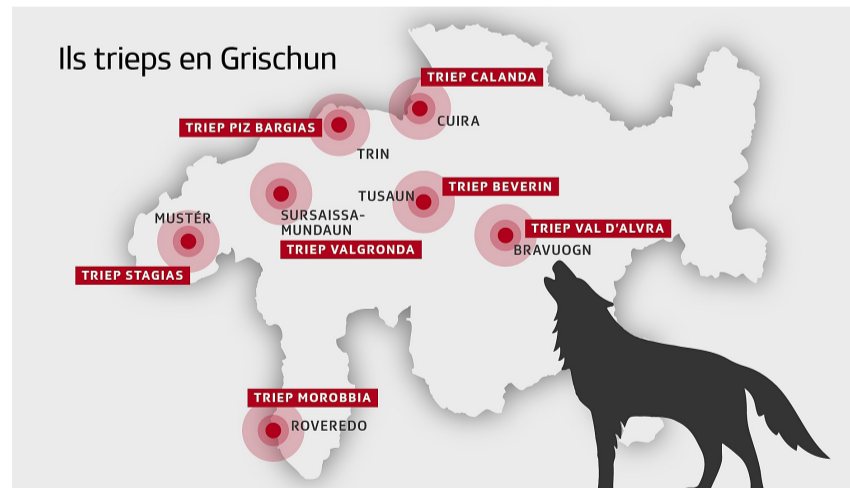 Ils trieps en Grischun
TRIEP CALANDA
CUIRA
TRIEP PIZ BARGIAS
TRIN
TUSAUN
TRIEP BEVERIN
MUSTÉR
SURSAISSA-
MUNDAUN
TRIEP VALGRONDA
TRIEP VAL D'ALVRA
BRAVUOGN
TRIEP STAGIAS
TRIEP MOROBBIA
ROVEREDO